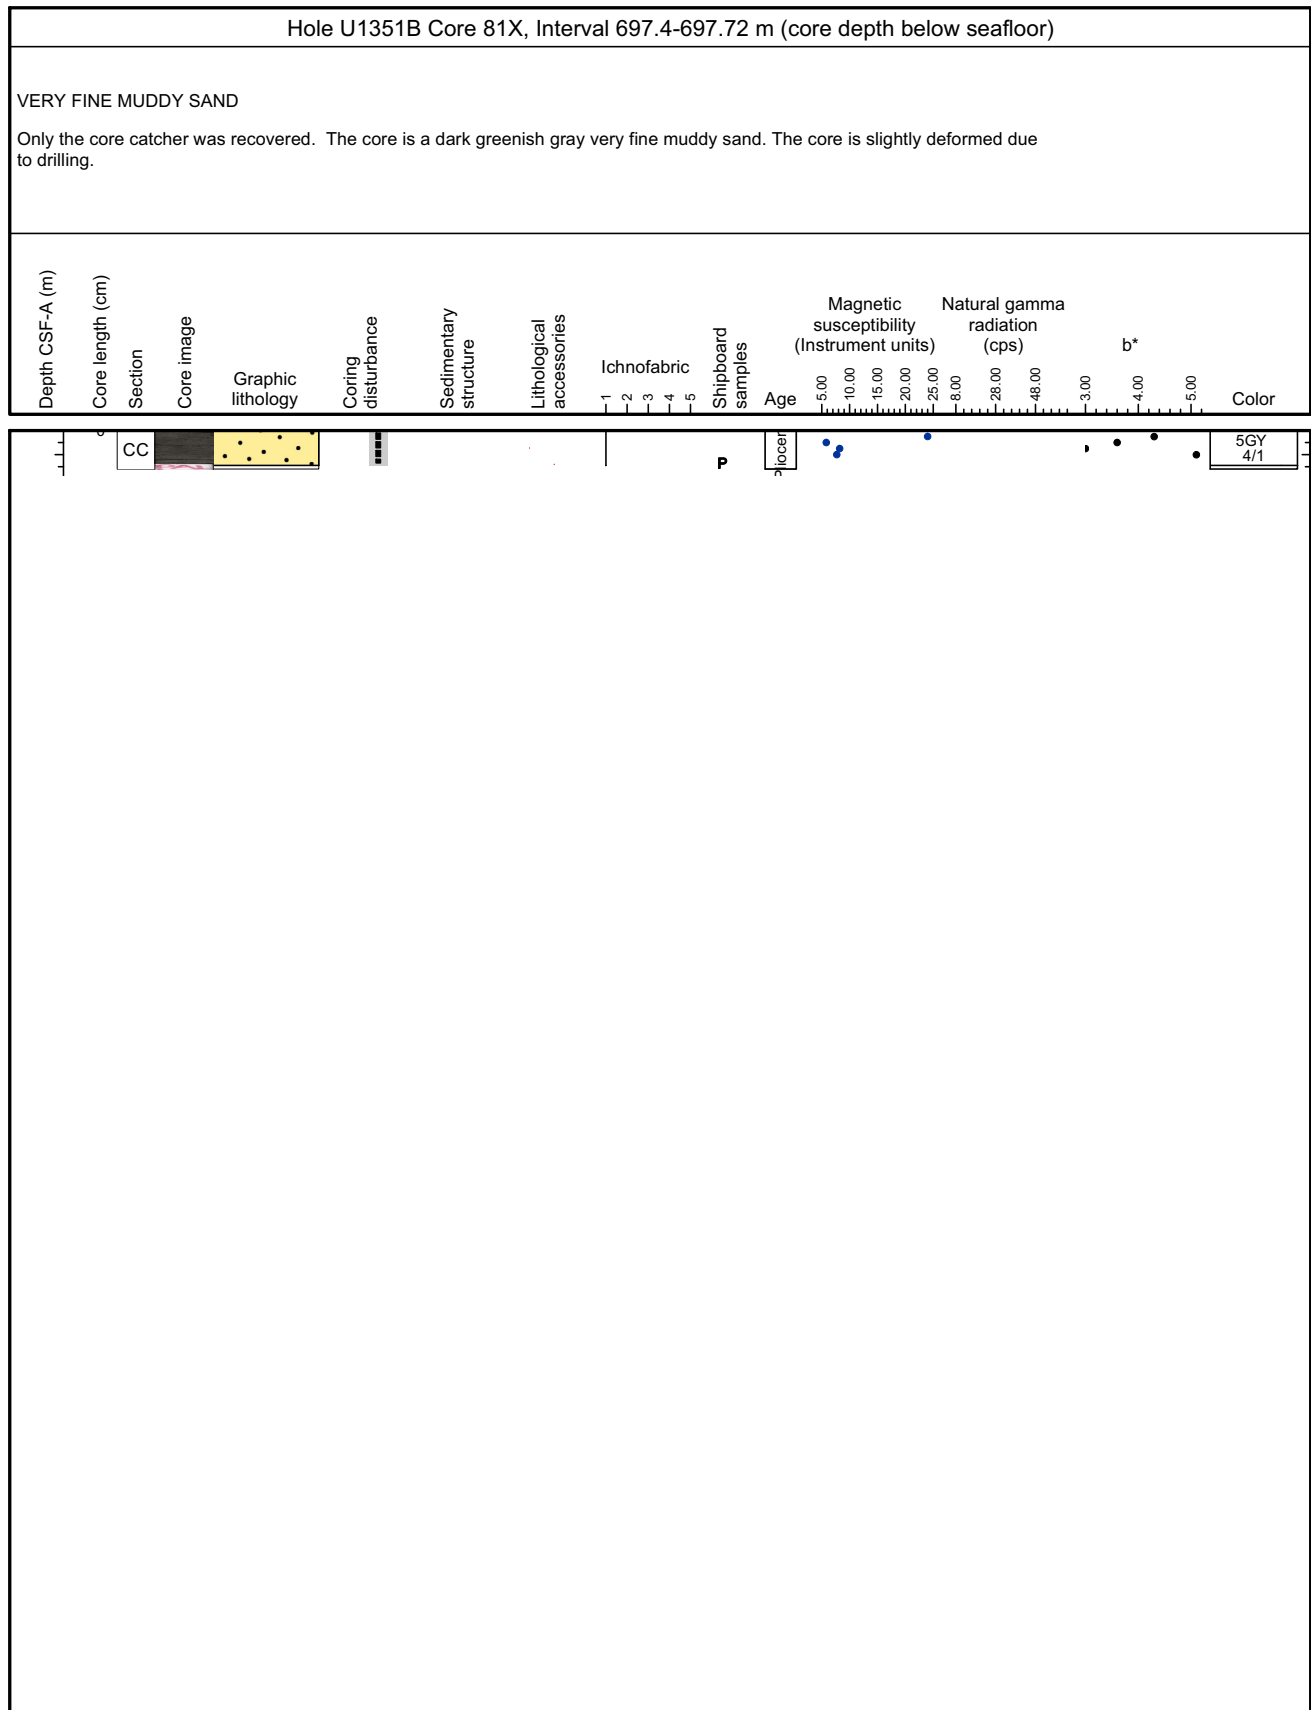 Hole U1351B Core 81X, Interval 697.4-697.72 m (core depth below seafloor)
VERY FINE MUDDY SAND
Only the core catcher was recovered.  The core is a dark greenish gray very fine muddy sand. The core is slightly deformed due
to drilling.
Depth CSF-A (m)
Core length (cm)
Section
Core image
Graphic
lithology
Coring
disturbance
Sedimentary
structure
Lithological
accessories
Ichnofabric
1 2 3 4 5
Shipboard
samples
Age
Magnetic
susceptibility
(Instrument units)
5.00 10.00 15.00 20.00 25.00
Natural gamma
radiation
(cps)
8.00 28.00 48.00
b*
3.00 4.00 5.00
Color
CC
P
5GY
4/1